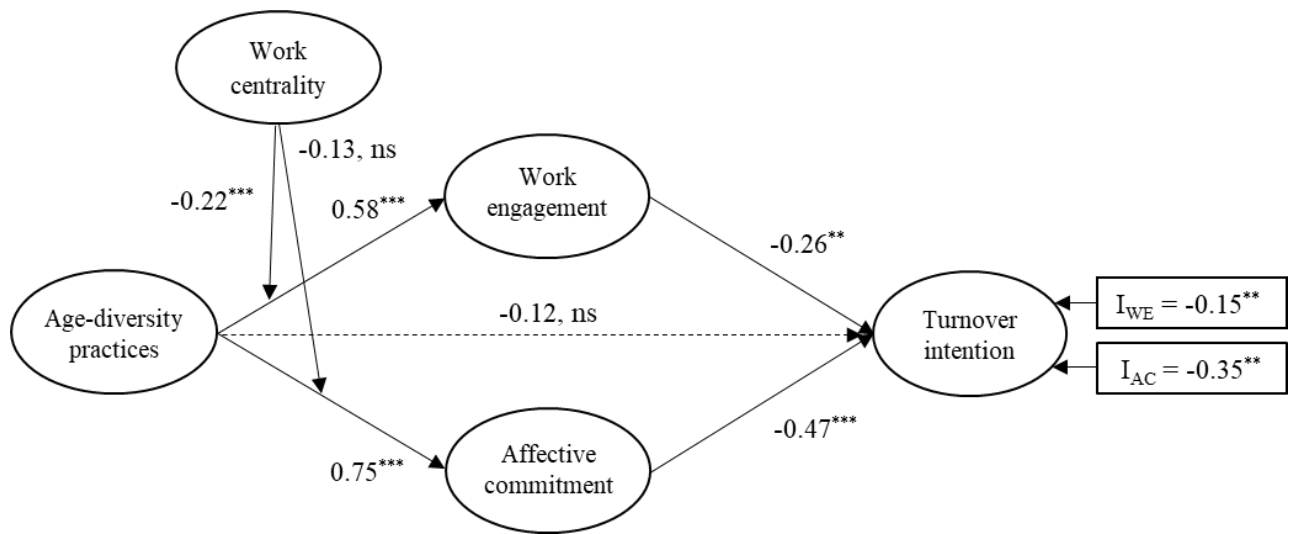 Work
centrality
-0.13, ns
-0.22***
0.58***
Work
engagement
-0.26**
Age-diversity
practices
-0.12, ns
Turnover
intention
I_WE = -0.15**
I_AC = -0.35**
0.75***
Affective
commitment
-0.47***